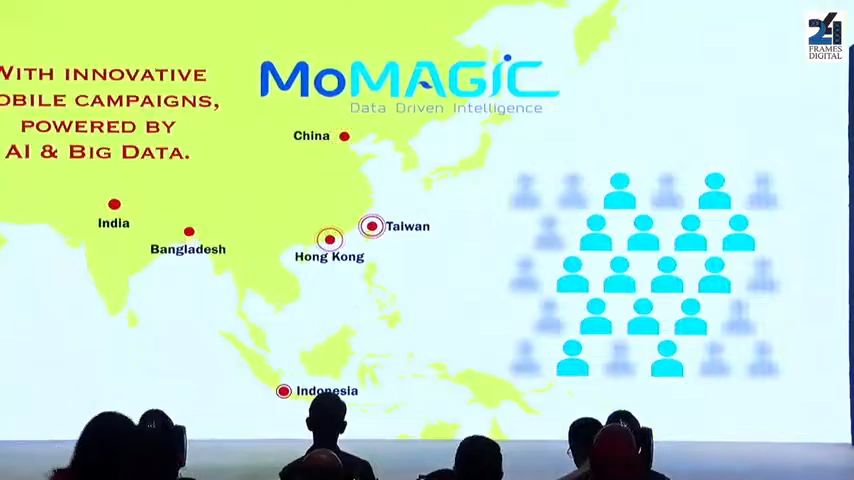 WITH INNOVATIVE
MOBILE CAMPAIGNS,
POWERED BY
AI & BIG DATA.
MoMAGIC
Data Driven Intelligence
China
India
Bangladesh
Taiwan
Hong Kong
Indonesia
24
FRAMES
DIGITAL